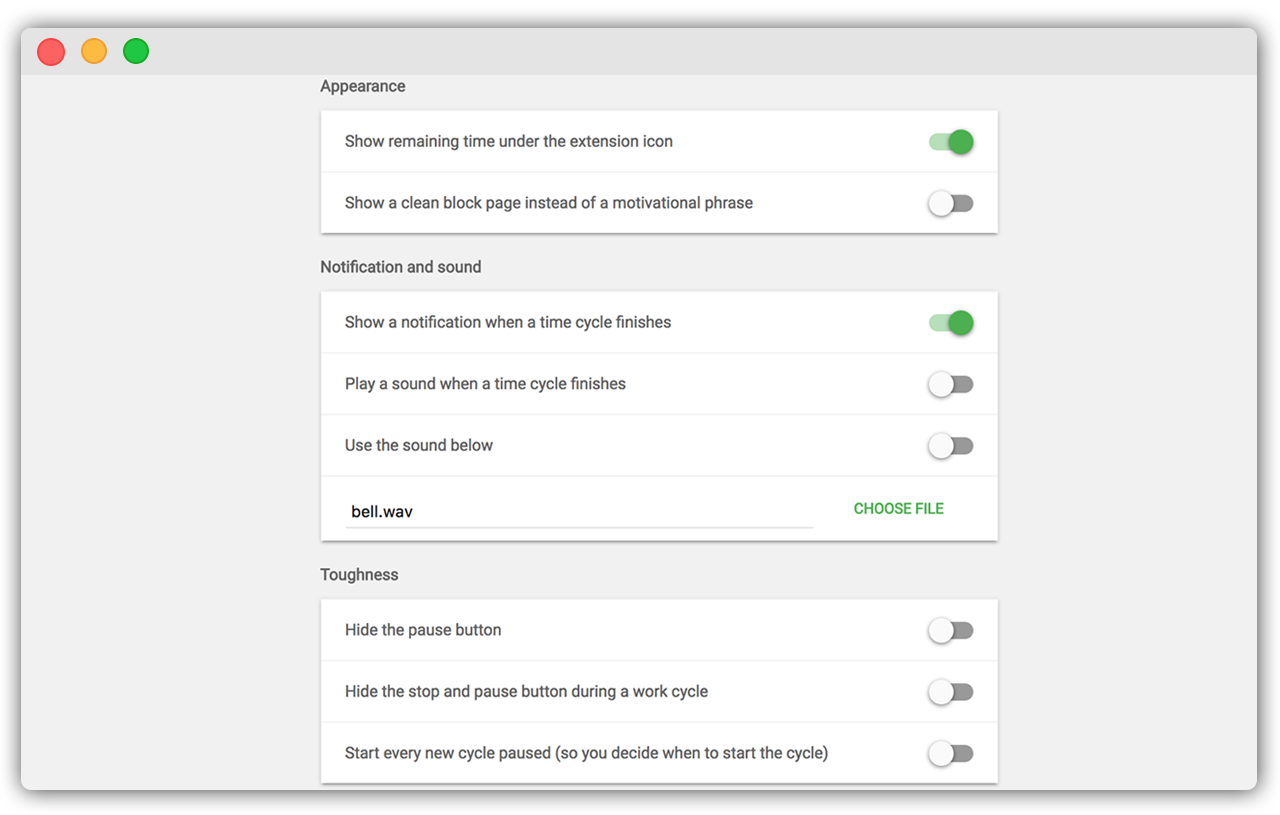 Appearance
Show remaining time under the extension icon
Show a clean block page instead of a motivational phrase
Notification and sound
Show a notification when a time cycle finishes
Play a sound when a time cycle finishes
Use the sound below
bell.wav
CHOOSE FILE
Toughness
Hide the pause button
Hide the stop and pause button during a work cycle
Start every new cycle paused (so you decide when to start the cycle)